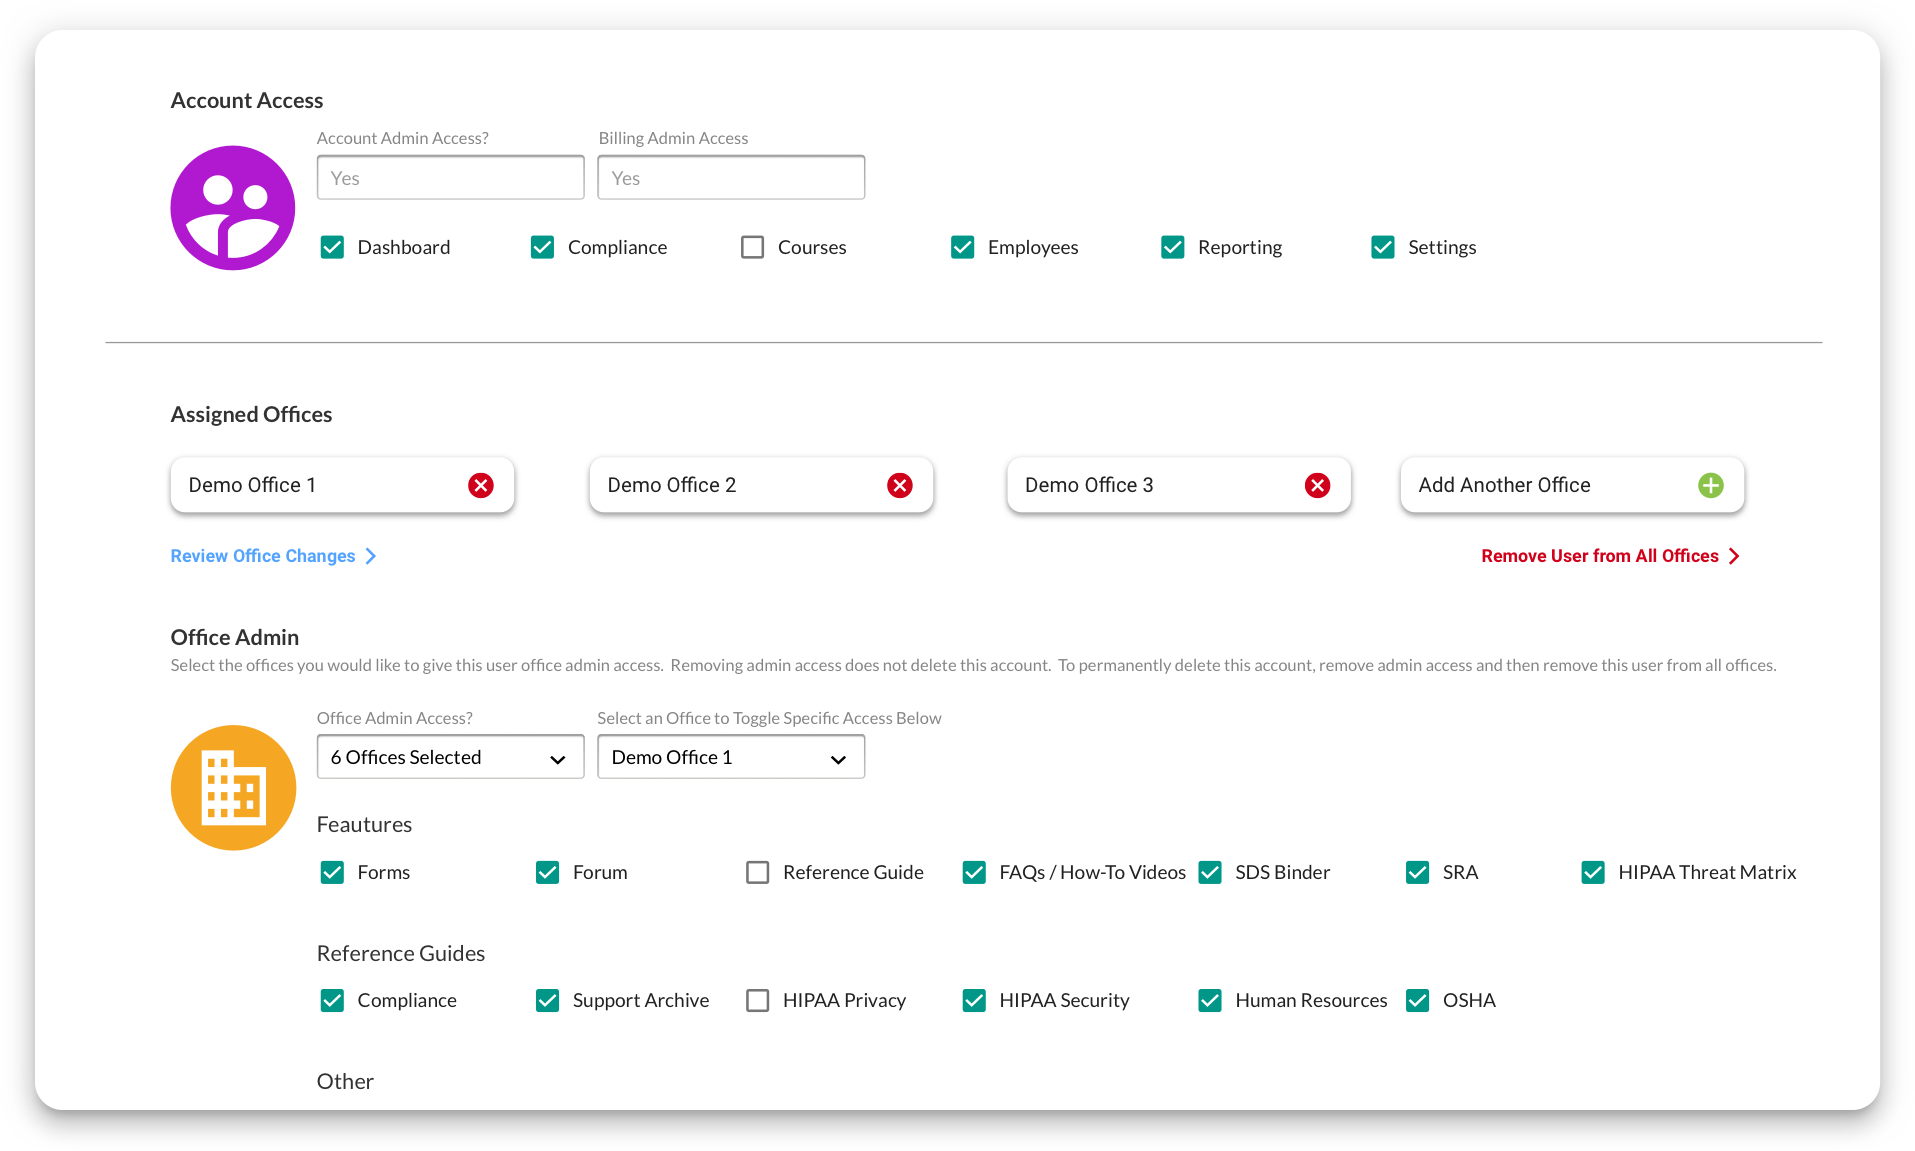 Account Access
Account Admin Access? Billing Admin Access
Yes Yes
Dashboard Compliance Courses Employees Reporting Settings
Assigned Offices
Demo Office 1 Demo Office 2 Demo Office 3 Add Another Office
Review Office Changes Remove User from All Offices
Office Admin
Select the offices you would like to give this user office admin access. Removing admin access does not delete this account. To permanently delete this account, remove admin access and then remove this user from all offices.
Office Admin Access? Select an Office to Toggle Specific Access Below
6 Offices Selected Demo Office 1
Feautures
Forms Forum Reference Guide FAQs / How-To Videos SDS Binder SRA HIPAA Threat Matrix
Reference Guides
Compliance Support Archive HIPAA Privacy HIPAA Security Human Resources OSHA
Other